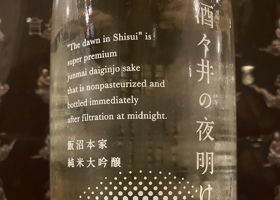 酒々井の夜明け
"The dawn in Shisui" is
super premium
junmai daiginjo sake
that is nonpasteurized and
bottled immediately
after filtration at midnight.
飯沼本家
純米大吟醸